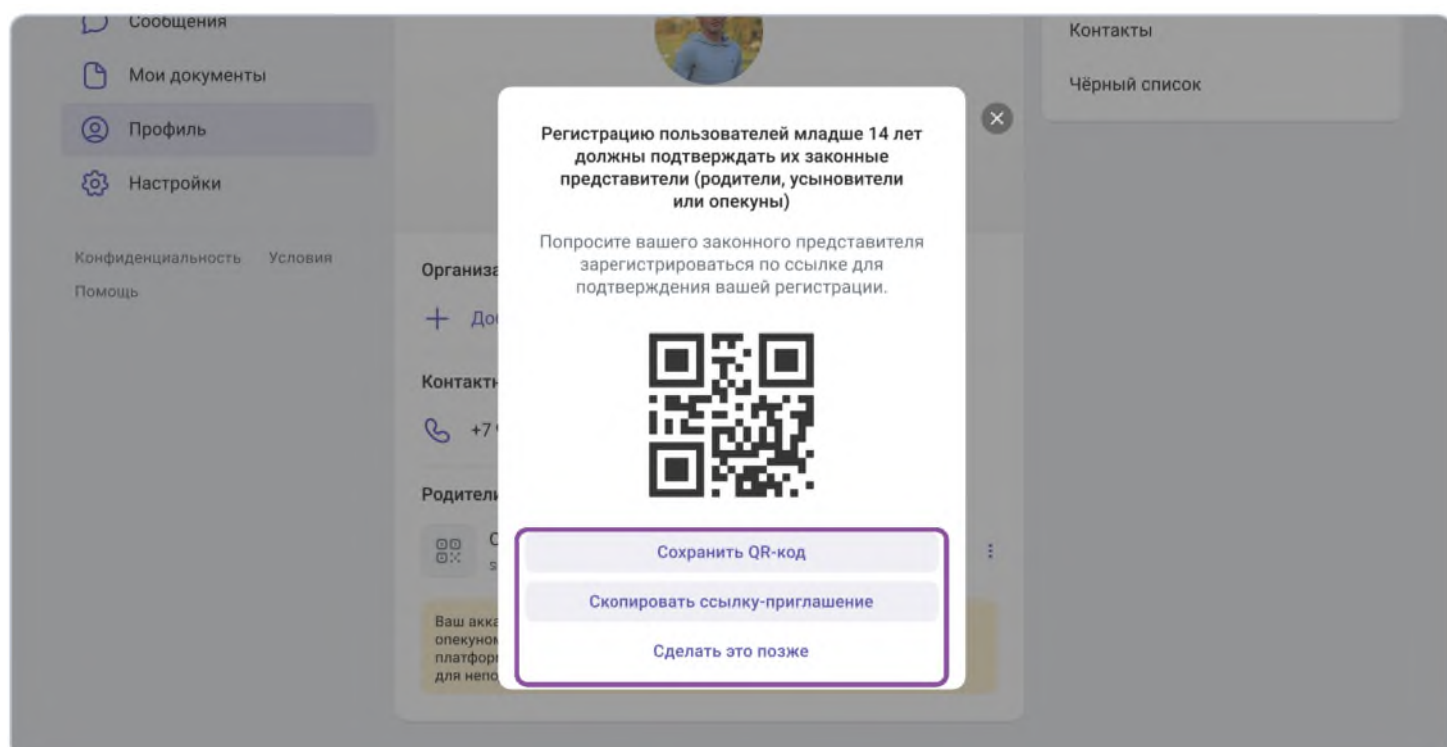 Сообщения
Мои документы
Профиль
Настройки
Конфиденциальность Условия
Помощь
Контакты
Чёрный список
Регистрацию пользователей младше 14 лет
должны подтверждать их законные
представители (родители, усыновители
или опекуны)
Попросите вашего законного представителя
зарегистрироваться по ссылке для
подтверждения вашей регистрации.
Сохранить QR-код
Скопировать ссылку-приглашение
Сделать это позже
+7
Ваш